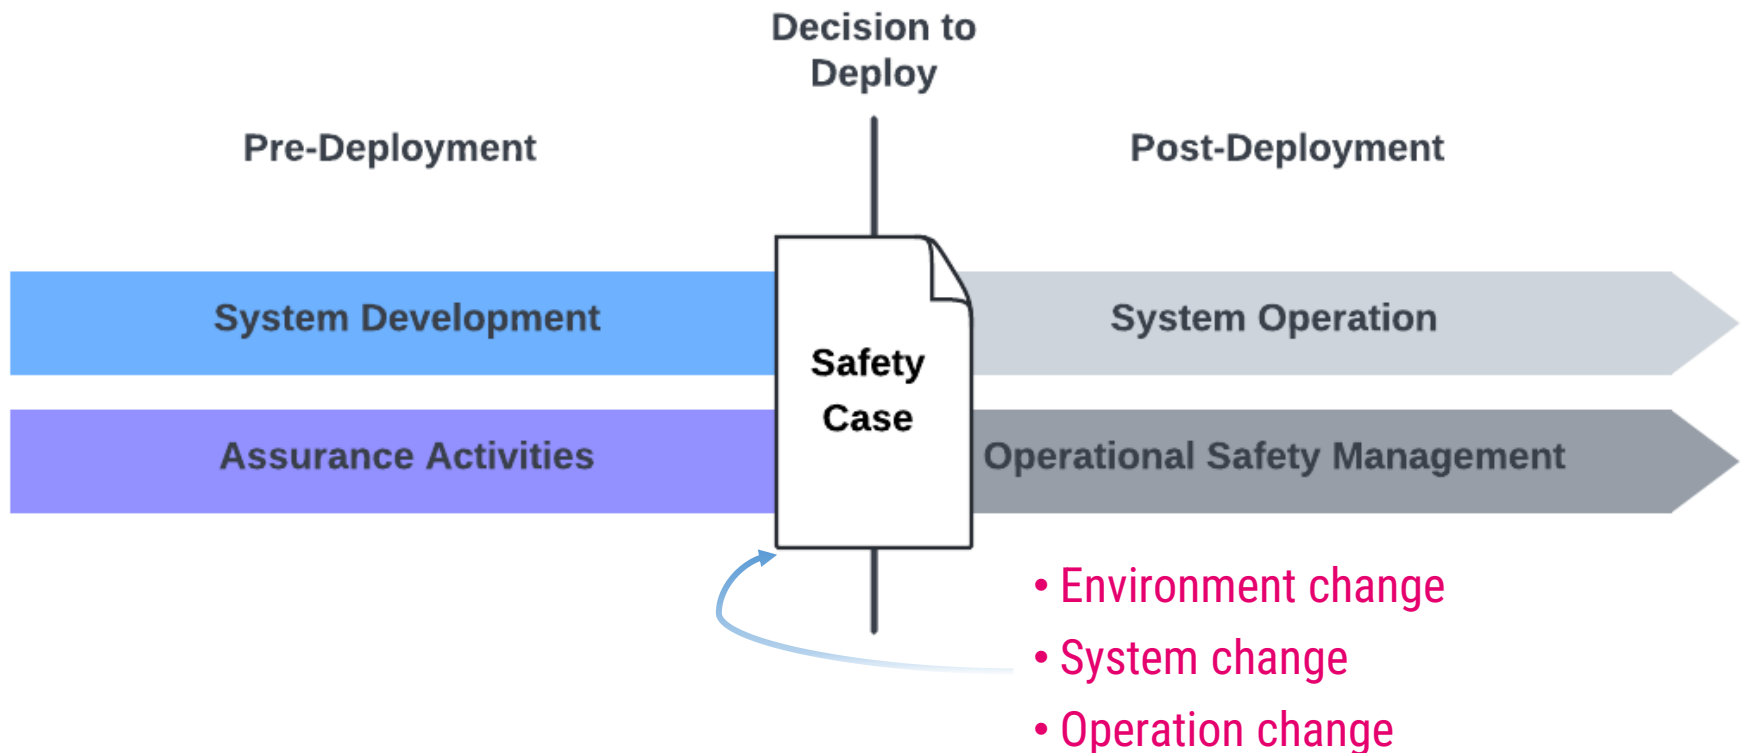 Decision to
Deploy
Pre-Deployment
Post-Deployment
System Development
System Operation
Safety
Case
Assurance Activities
Operational Safety Management
• Environment change
• System change
• Operation change